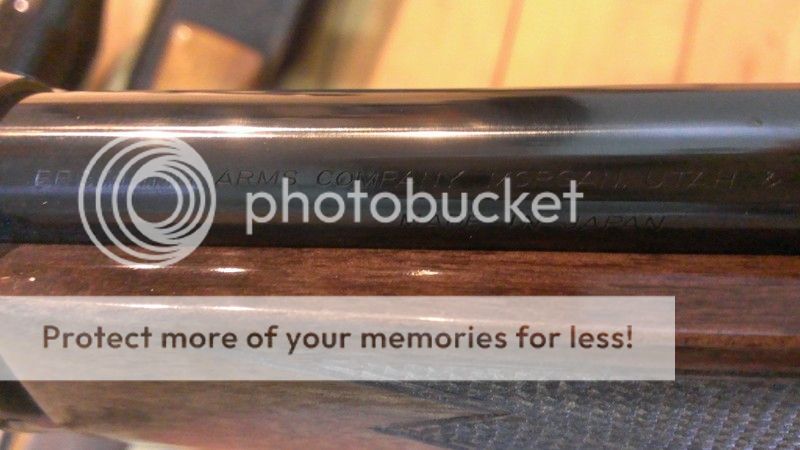 ARMS COMPANY, MORGAN, UTAH &
photobucket
MADE IN JAPAN
Protect more of your memories for less!